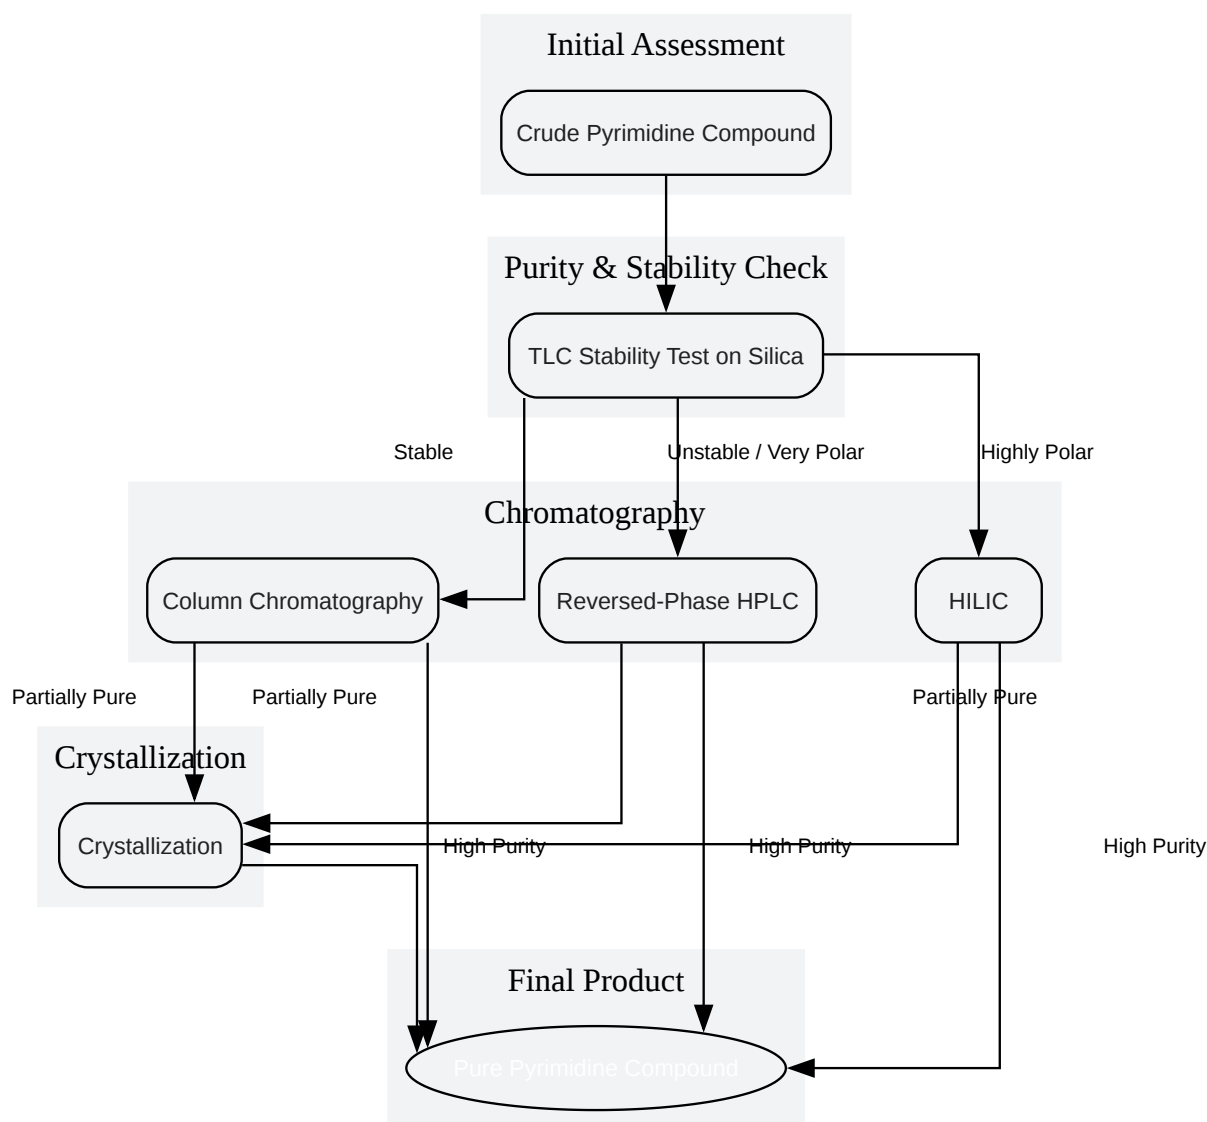 Initial Assessment
Crude Pyrimidine Compound
Purity & Stability Check
TLC Stability Test on Silica
Stable
Unstable / Very Polar
Highly Polar
Chromatography
Column Chromatography
Reversed-Phase HPLC
HILIC
Partially Pure
Partially Pure
Partially Pure
Crystallization
Crystallization
High Purity
High Purity
High Purity
Final Product
Pure Pyrimidine Compound